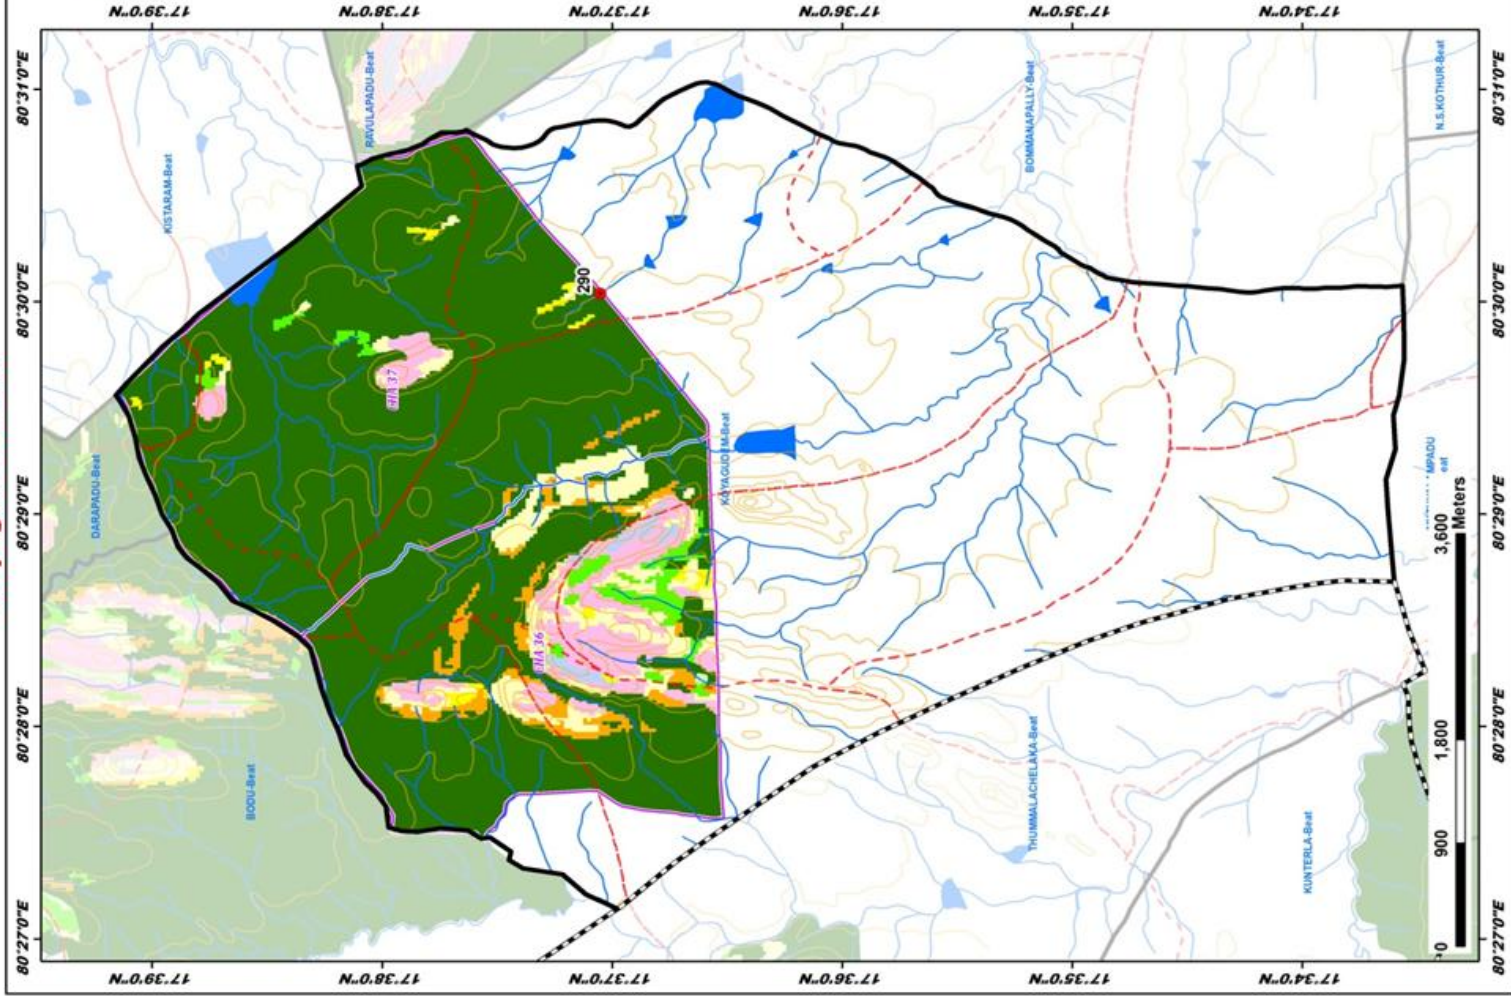 17°39'0"N
17°38'0"N
17°37'0"N
17°36'0"N
17°35'0"N
17°34'0"N
80°31'0"E
80°31'0"E
RAVULAPADU-Beat
N.S.KOTHUR-Beat
BOMMANAPALLY-Beat
KISTARAM-Beat
80°30'0"E
80°30'0"E
290
CHA 37
DARAPADU-Beat
KOYAGUDEM-Beat
MPADU
eat
80°29'0"E
80°29'0"E
CHA 36
80°28'0"E
80°28'0"E
BODU-Beat
THUMMALACHELAKA-Beat
KUNTERLA-Beat
0
900
1,800
3,600
Meters
80°27'0"E
80°27'0"E
17°39'0"N
17°38'0"N
17°37'0"N
17°36'0"N
17°35'0"N
17°34'0"N